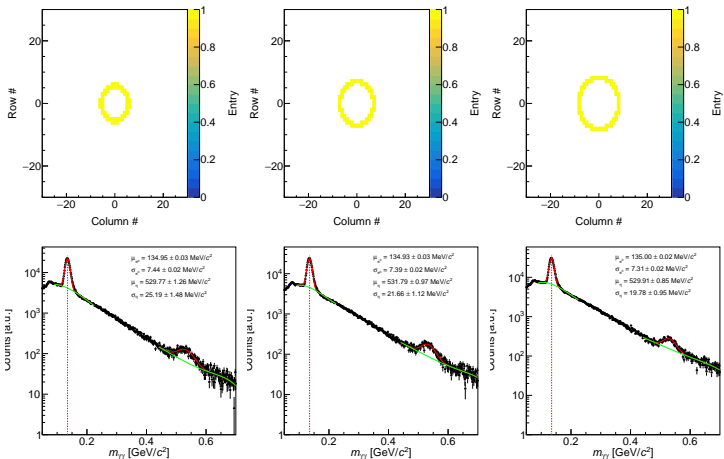 20
0
−20
Row #
−20 0 20
Column #
1
0.8
0.6
0.4
0.2
0
Entry
20
0
−20
Row #
−20 0 20
Column #
1
0.8
0.6
0.4
0.2
0
Entry
20
0
−20
Row #
−20 0 20
Column #
1
0.8
0.6
0.4
0.2
0
Entry
Counts [a.u.]
10⁴
10³
10²
10
1
μπ⁰ = 134.95 ± 0.03 MeV/c²
σπ⁰ = 7.44 ± 0.02 MeV/c²
μη = 529.77 ± 1.26 MeV/c²
ση = 25.19 ± 1.48 MeV/c²
0.2 0.4 0.6
mγγ [GeV/c²]
Counts [a.u.]
10⁴
10³
10²
10
1
μπ⁰ = 134.93 ± 0.03 MeV/c²
σπ⁰ = 7.39 ± 0.02 MeV/c²
μη = 531.79 ± 0.97 MeV/c²
ση = 21.66 ± 1.12 MeV/c²
0.2 0.4 0.6
mγγ [GeV/c²]
Counts [a.u.]
10⁴
10³
10²
10
1
μπ⁰ = 135.00 ± 0.02 MeV/c²
σπ⁰ = 7.31 ± 0.02 MeV/c²
μη = 529.91 ± 0.85 MeV/c²
ση = 19.78 ± 0.95 MeV/c²
0.2 0.4 0.6
mγγ [GeV/c²]